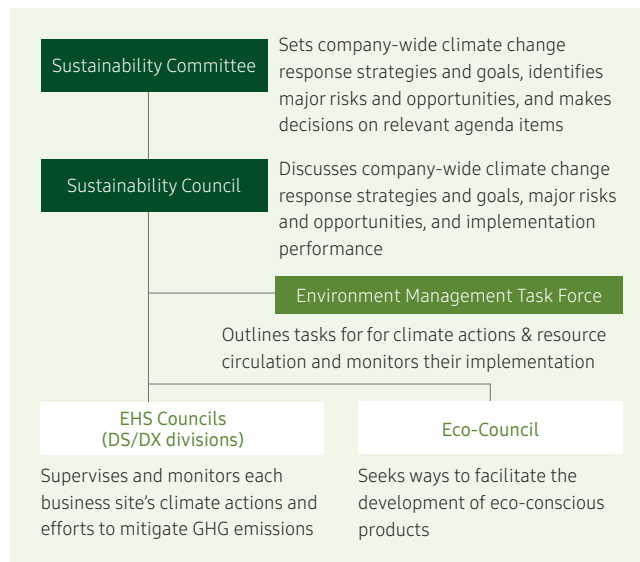 Sustainability Committee
Sets company-wide climate change
response strategies and goals, identifies
major risks and opportunities, and makes
decisions on relevant agenda items
Sustainability Council
Discusses company-wide climate change
response strategies and goals, major risks
and opportunities, and implementation
performance
Environment Management Task Force
Outlines tasks for for climate actions & resource
circulation and monitors their implementation
EHS Councils
(DS/DX divisions)
Supervises and monitors each
business site's climate actions and
efforts to mitigate GHG emissions
Eco-Council
Seeks ways to facilitate the
development of eco-conscious
products